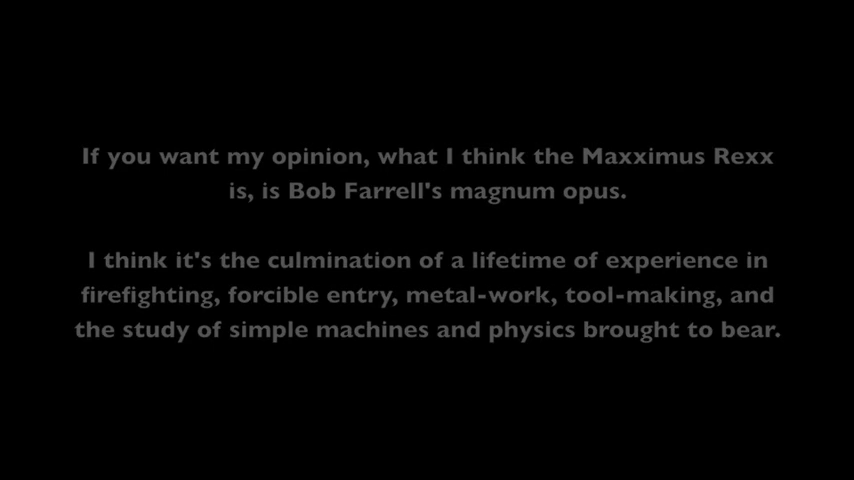 If you want my opinion, what I think the Maxximus Rexx
is, is Bob Farrell's magnum opus.
I think it's the culmination of a lifetime of experience in
firefighting, forcible entry, metal-work, tool-making, and
the study of simple machines and physics brought to bear.